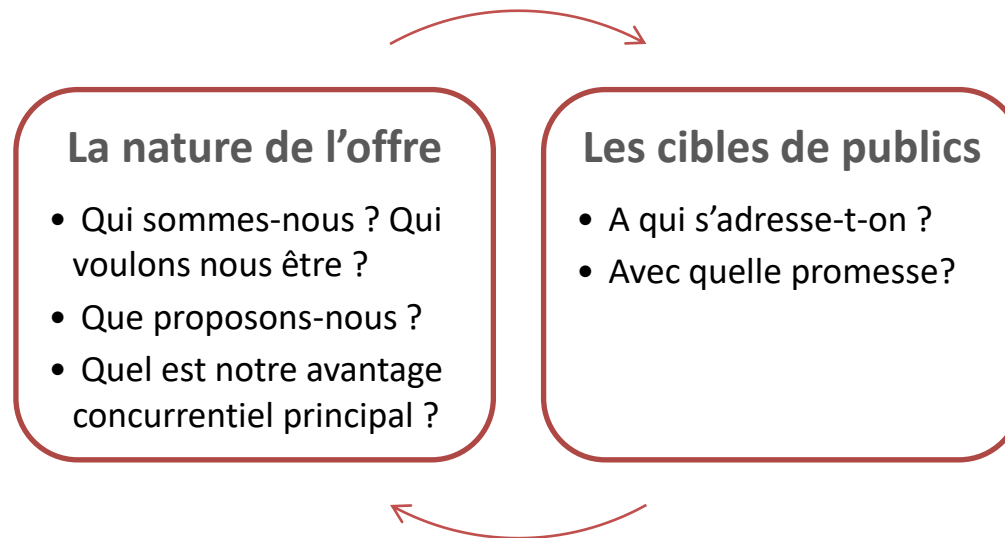 La nature de l’offre
• Qui sommes-nous ? Qui
voulons nous être ?
• Que proposons-nous ?
• Quel est notre avantage
concurrentiel principal ?
Les cibles de publics
• A qui s’adresse-t-on ?
• Avec quelle promesse?